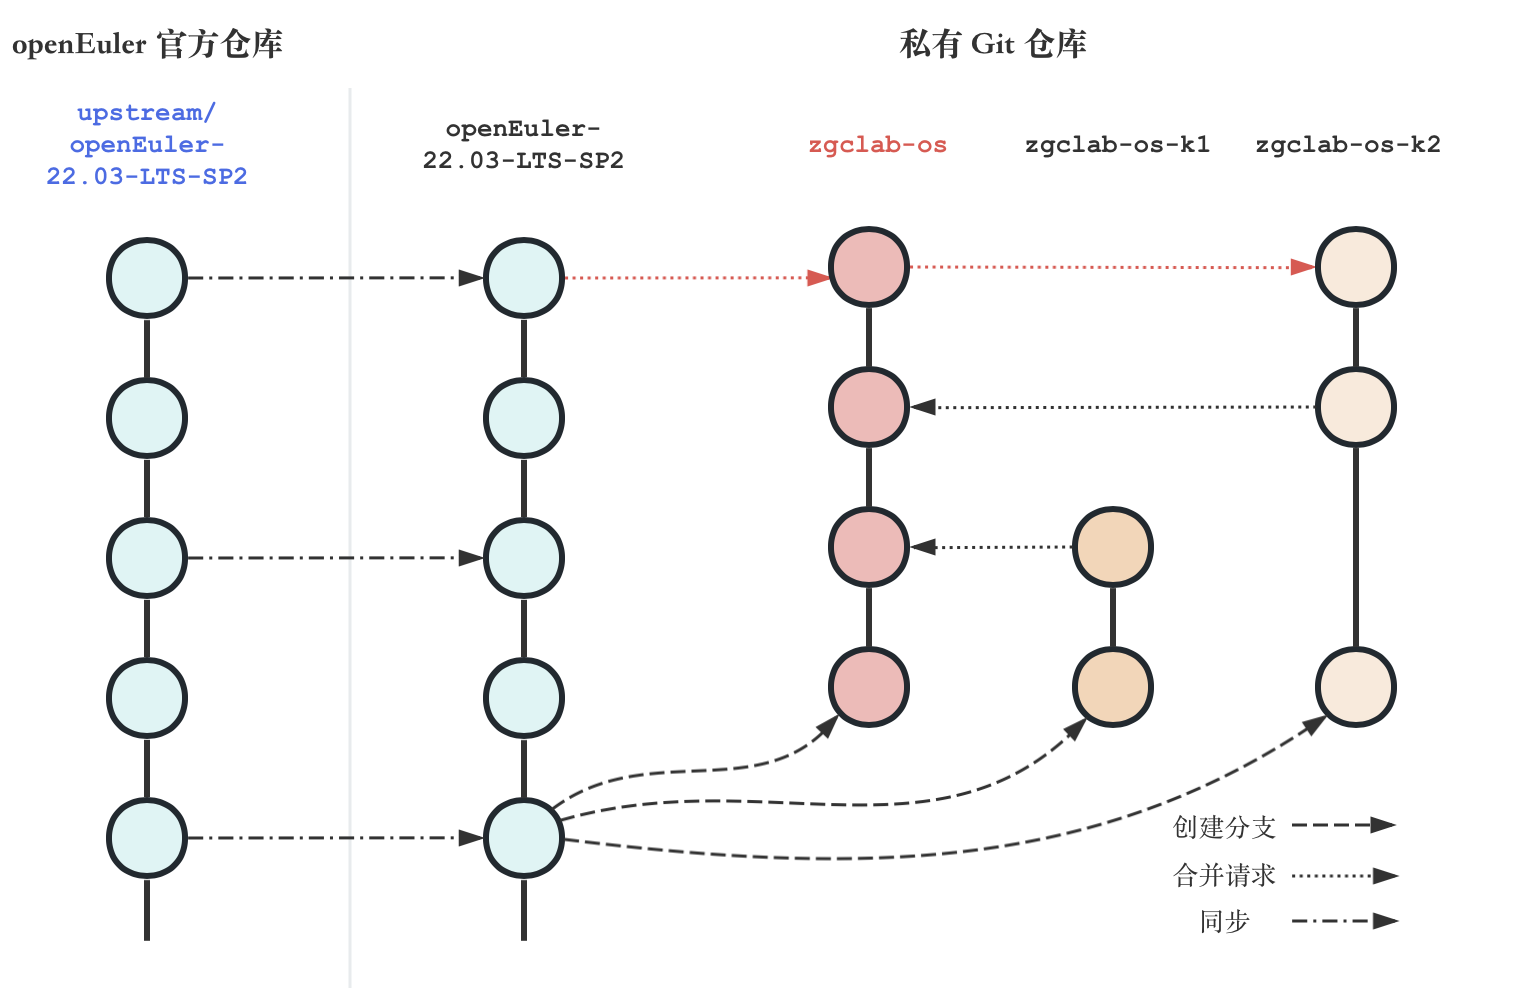 openEuler 官方仓库
私有 Git 仓库
upstream/
openEuler-
22.03-LTS-SP2
openEuler-
22.03-LTS-SP2
zgclab-os
zgclab-os-k1
zgclab-os-k2
创建分支
合并请求
同步